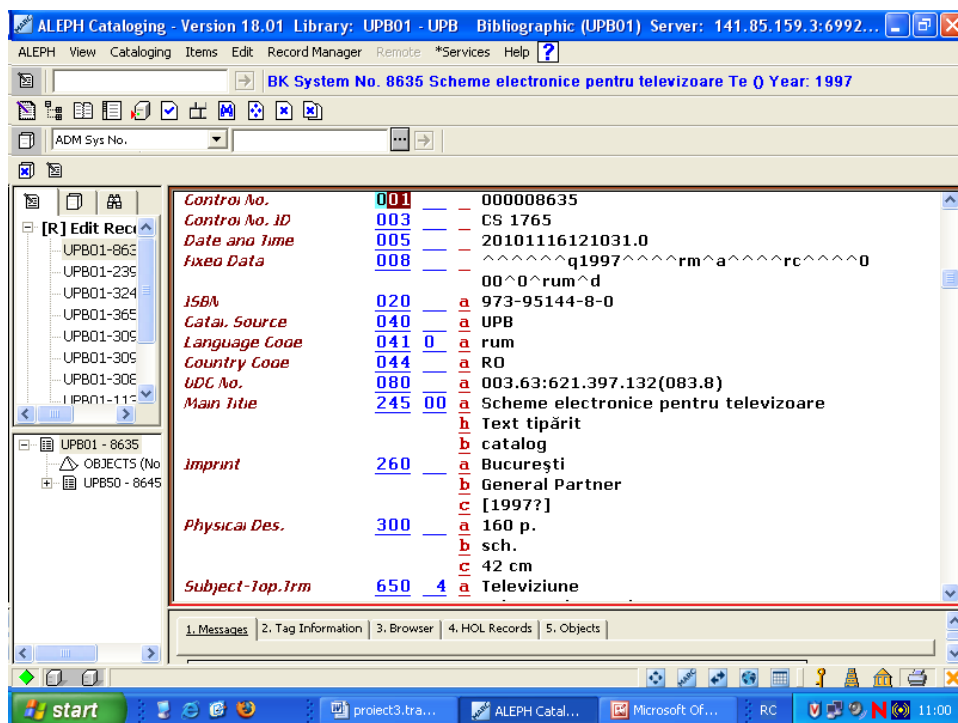 ALEPH Cataloging - Version 18.01 Library: UPB01 - UPB Bibliographic (UPB01) Server: 141.85.159.3:6992...
ALEPH View Cataloging Items Edit Record Manager Remote *Services Help ?
BK System No. 8635 Scheme electronice pentru televizoare Te () Year: 1997
ADM Sys No.
[R] Edit Reco
UPB01-863
UPB01-239
UPB01-324
UPB01-365
UPB01-309
UPB01-309
UPB01-308
UPB01-113
UPB01 - 8635
OBJECTS (No
UPB50 - 8645
Control No. 001 000008635
Control No. ID 003 CS 1765
Date and Time 005 20101116121031.0
Fixed Data 008 ^^^^^^q1997^^^^rm^a^^^^rc^^^^0
00^0^rum^d
ISBN 020 a 973-95144-8-0
Catal. Source 040 a UPB
Language Code 041 0 a rum
Country Code 044 a RO
UDC No. 080 a 003.63:621.397.132(083.8)
Main Title 245 00 a Scheme electronice pentru televizoare
h Text tipărit
b catalog
Imprint 260 a Bucureşti
b General Partner
c [1997?]
Physical Des. 300 a 160 p.
b sch.
c 42 cm
Subject-Top.Trm 650 4 a Televiziune
1. Messages 2. Tag Information 3. Browser 4. HOL Records 5. Objects
start proiect3.tra... ALEPH Catal... Microsoft Of... RC 11:00